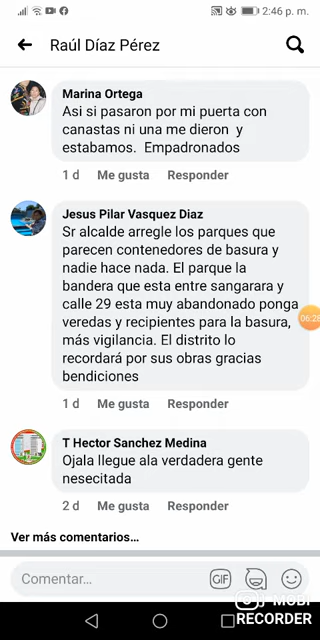 2:46 p. m.
Raúl Díaz Pérez
Marina Ortega
Asi si pasaron por mi puerta con
canastas ni una me dieron y
estabamos. Empadronados
1 d Me gusta Responder
Jesus Pilar Vasquez Diaz
Sr alcalde arregle los parques que
parecen contenedores de basura y
nadie hace nada. El parque la
bandera que esta entre sangarara y
calle 29 esta muy abandonado ponga
veredas y recipientes para la basura,
más vigilancia. El distrito lo
recordará por sus obras gracias
bendiciones
06:26
1 d Me gusta Responder
T Hector Sanchez Medina
Ojala llegue ala verdadera gente
nesecitada
2 d Me gusta Responder
Ver más comentarios...
Comentar...
GIF
MOBI
RECORDER